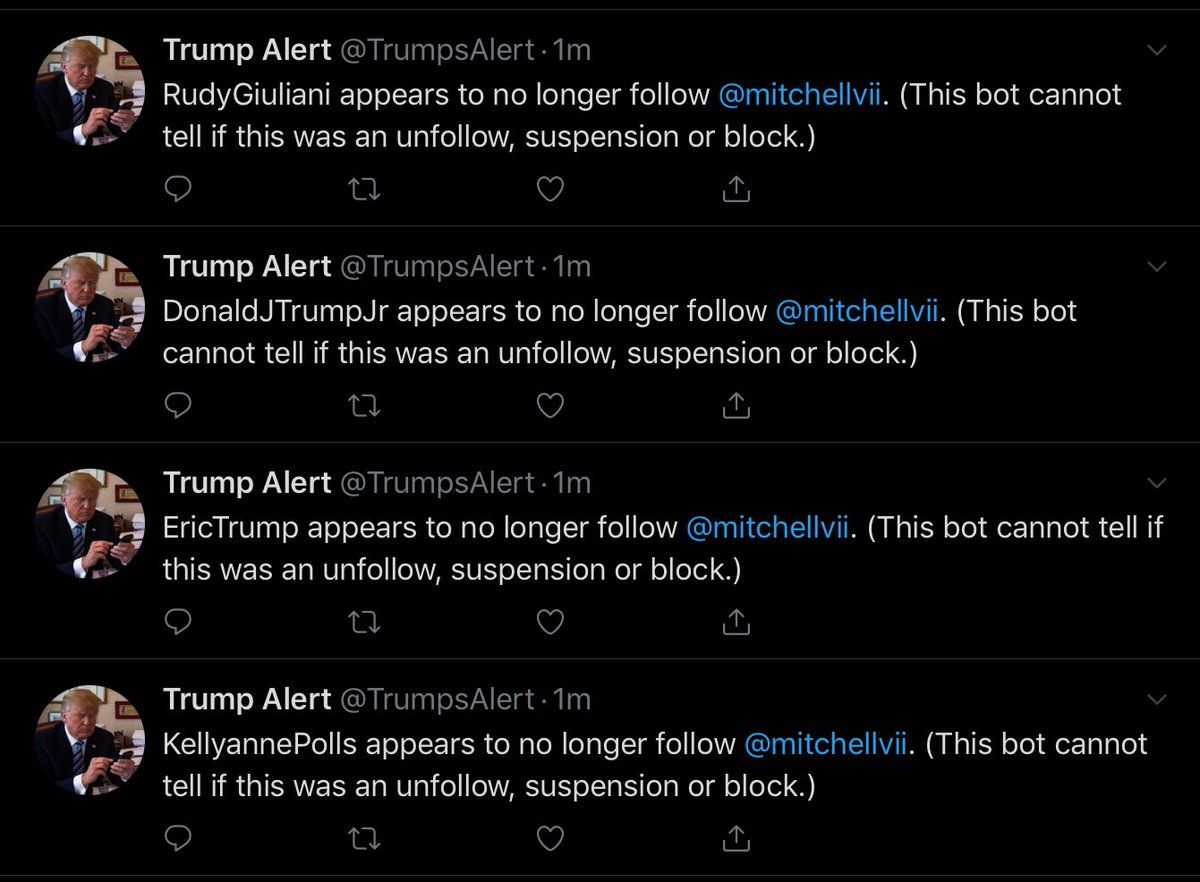 Trump Alert @TrumpsAlert · 1m
RudyGiuliani appears to no longer follow @mitchellvii. (This bot cannot
tell if this was an unfollow, suspension or block.)
Trump Alert @TrumpsAlert · 1m
DonaldJTrumpJr appears to no longer follow @mitchellvii. (This bot
cannot tell if this was an unfollow, suspension or block.)
Trump Alert @TrumpsAlert · 1m
EricTrump appears to no longer follow @mitchellvii. (This bot cannot tell if
this was an unfollow, suspension or block.)
Trump Alert @TrumpsAlert · 1m
KellyannePolls appears to no longer follow @mitchellvii. (This bot cannot
tell if this was an unfollow, suspension or block.)